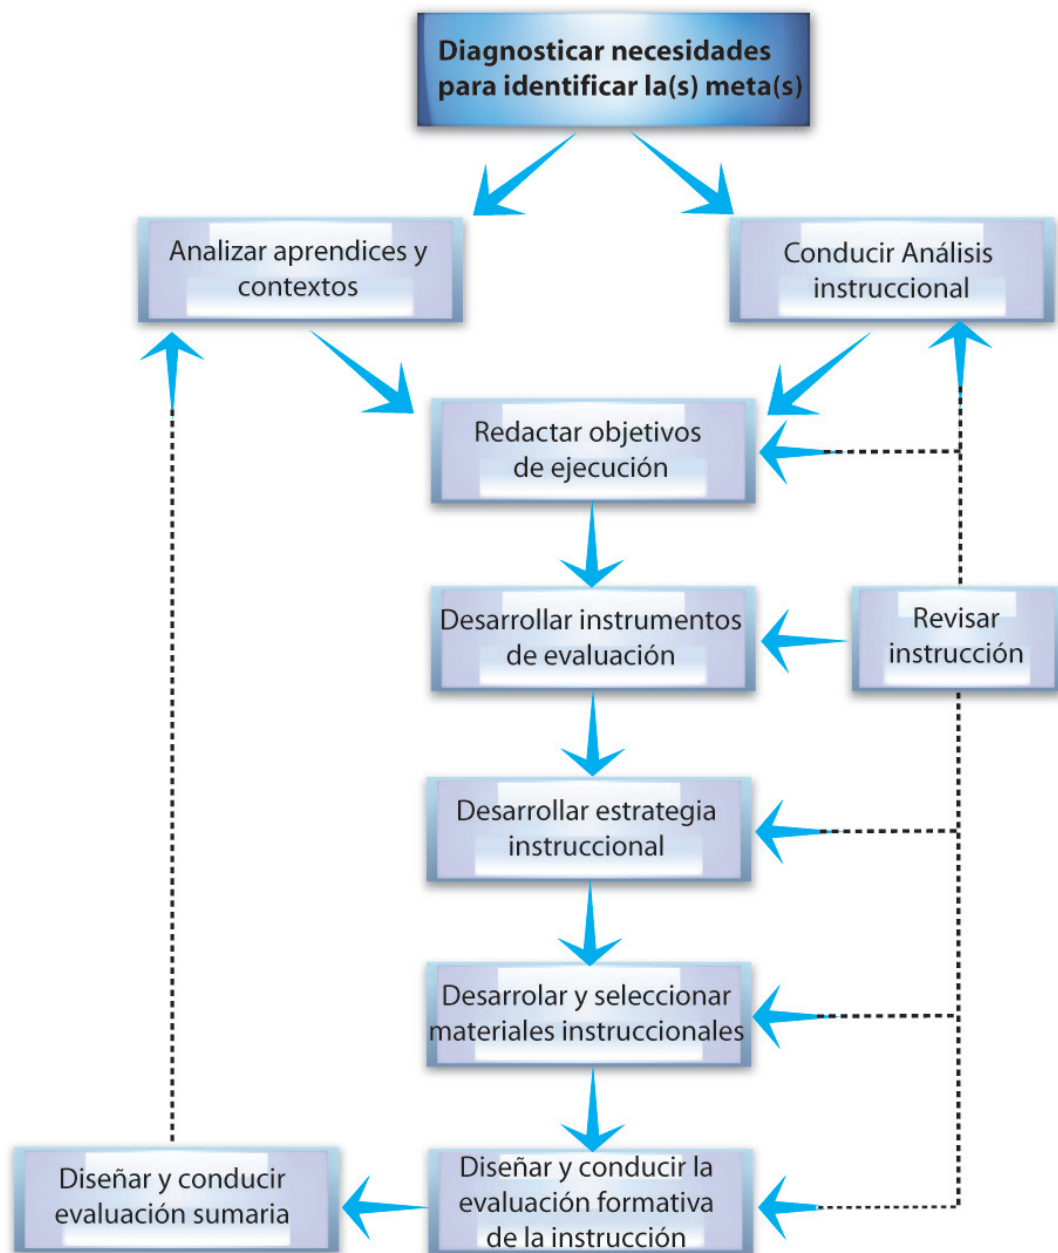 Diagnosticar necesidades
para identificar la(s) meta(s)
Analizar aprendices y
contextos
Conducir Análisis
instruccional
Redactar objetivos
de ejecución
Desarrollar instrumentos
de evaluación
Revisar
instrucción
Desarrollar estrategia
instruccional
Desarrolar y seleccionar
materiales instruccionales
Diseñar y conducir
evaluación sumaria
Diseñar y conducir la
evaluación formativa
de la instrucción